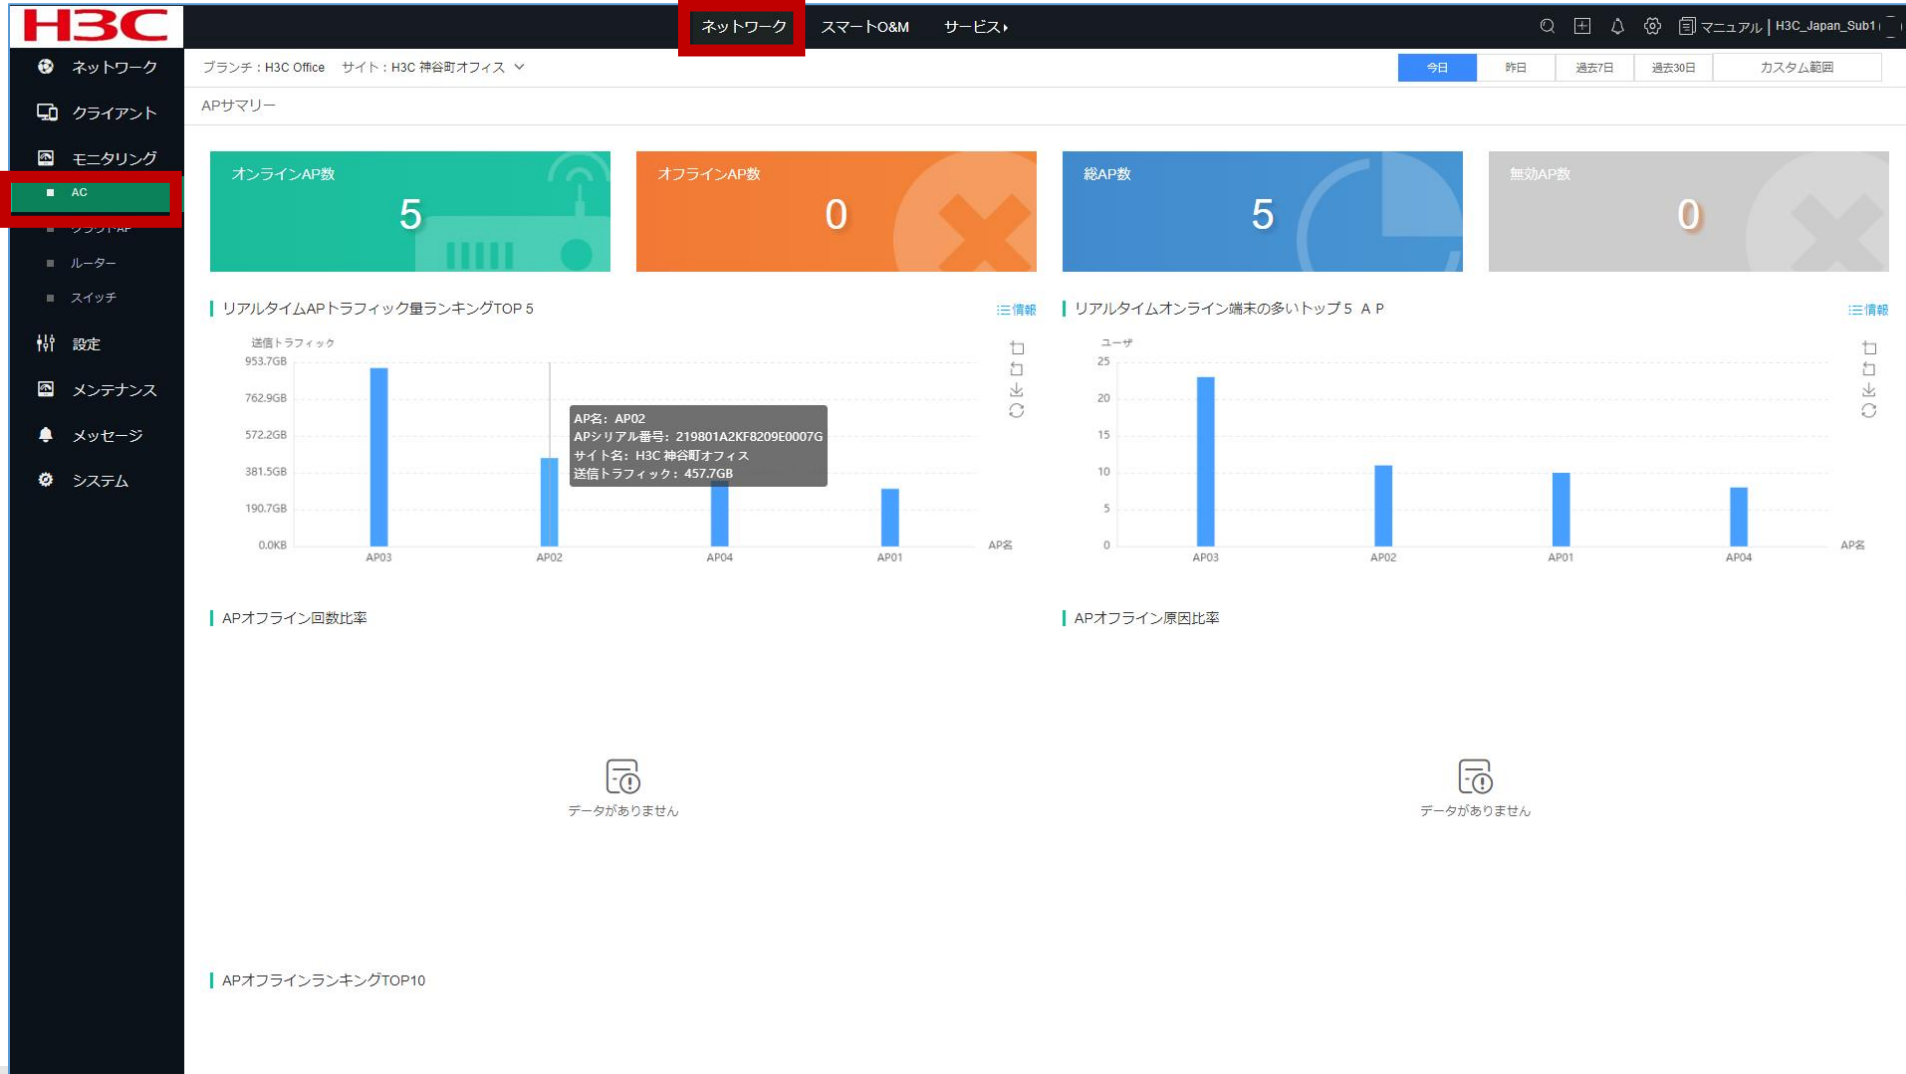 H3C
ネットワーク
スマートO&M
サービス
マニュアル | H3C_Japan_Sub1
ネットワーク
クライアント
モニタリング
AC
ルーター
スイッチ
設定
メンテナンス
メッセージ
システム
ブランチ : H3C Office サイト : H3C 神谷町オフィス
今日
昨日
過去7日
過去30日
カスタム範囲
APサマリー
オンラインAP数
5
オフラインAP数
0
総AP数
5
無効AP数
0
リアルタイムAPトラフィック量ランキングTOP 5
情報
送信トラフィック
953.7GB
762.9GB
572.2GB
381.5GB
190.7GB
0.0KB
AP03
AP02
AP04
AP01
AP名
AP名: AP02
APシリアル番号: 219801A2KF8209E0007G
サイト名: H3C 神谷町オフィス
送信トラフィック: 457.7GB
リアルタイムオンライン端末の多いトップ５ ＡＰ
情報
ユーザ
25
20
15
10
5
0
AP03
AP02
AP01
AP04
AP名
APオフライン回数比率
データがありません
APオフライン原因比率
データがありません
APオフラインランキングTOP10